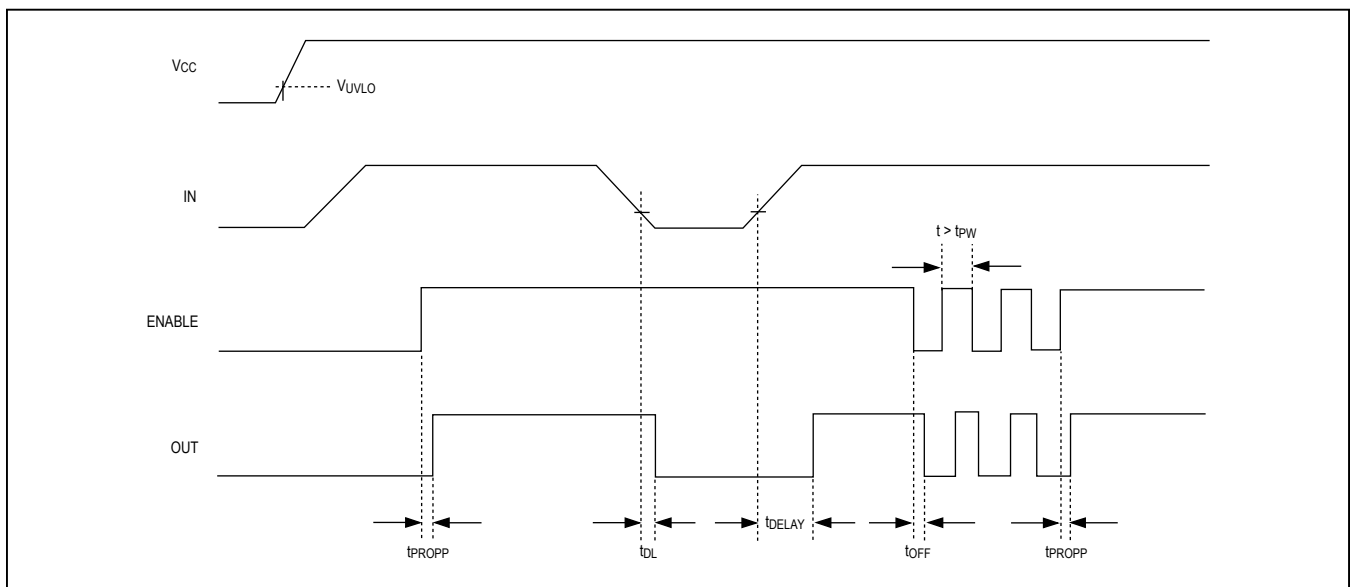 VCC
VUVLO
IN
t > tPW
ENABLE
OUT
tDELAY
tPROPP
tDL
tOFF
tPROPP